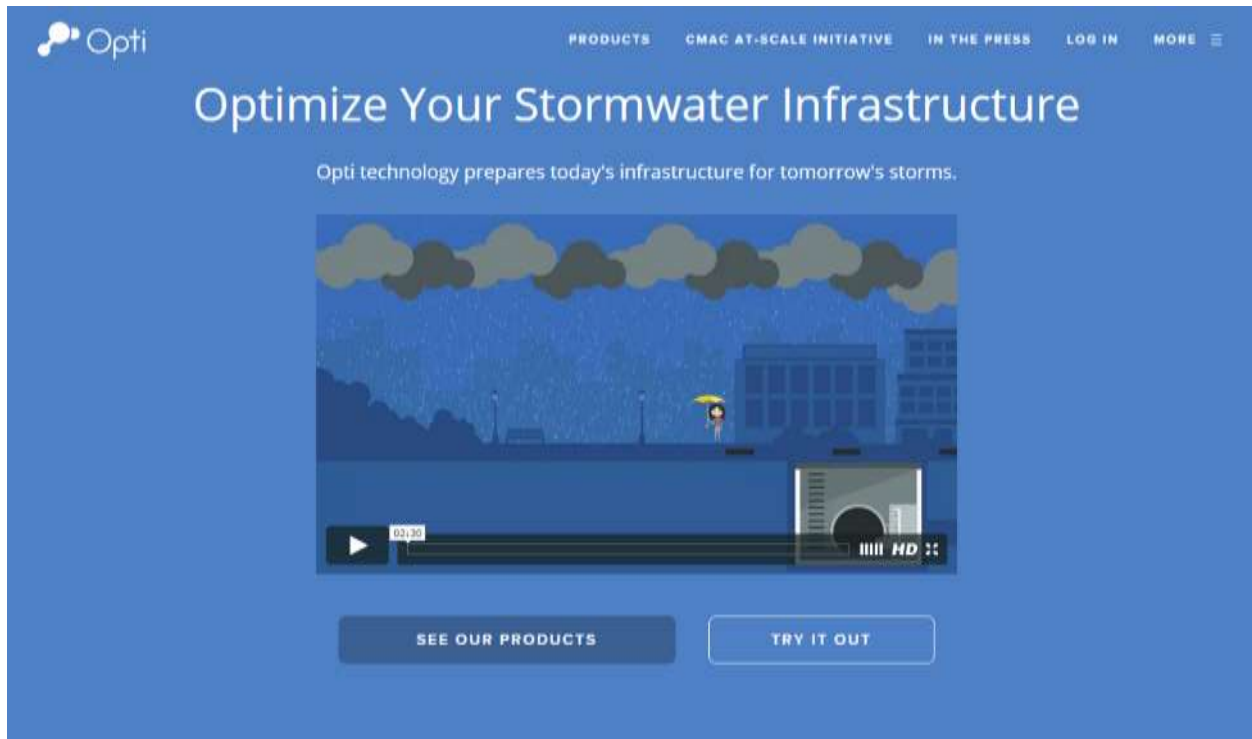 Opti
PRODUCTS CMAC AT-SCALE INITIATIVE IN THE PRESS LOG IN MORE
Optimize Your Stormwater Infrastructure
Opti technology prepares today's infrastructure for tomorrow's storms.
02:30
HD
SEE OUR PRODUCTS TRY IT OUT